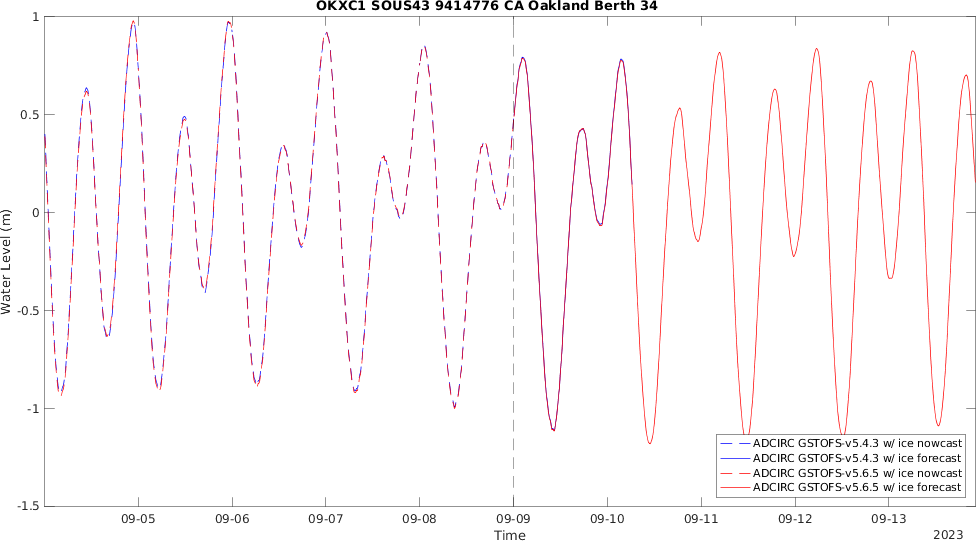 OKXC1 SOUS43 9414776 CA Oakland Berth 34
1
0.5
0
-0.5
-1
-1.5
Water Level (m)
ADCIRC GSTOFS-v5.4.3 w/ ice nowcast
ADCIRC GSTOFS-v5.4.3 w/ ice forecast
ADCIRC GSTOFS-v5.6.5 w/ ice nowcast
ADCIRC GSTOFS-v5.6.5 w/ ice forecast
09-05 09-06 09-07 09-08 09-09 09-10 09-11 09-12 09-13
Time
2023